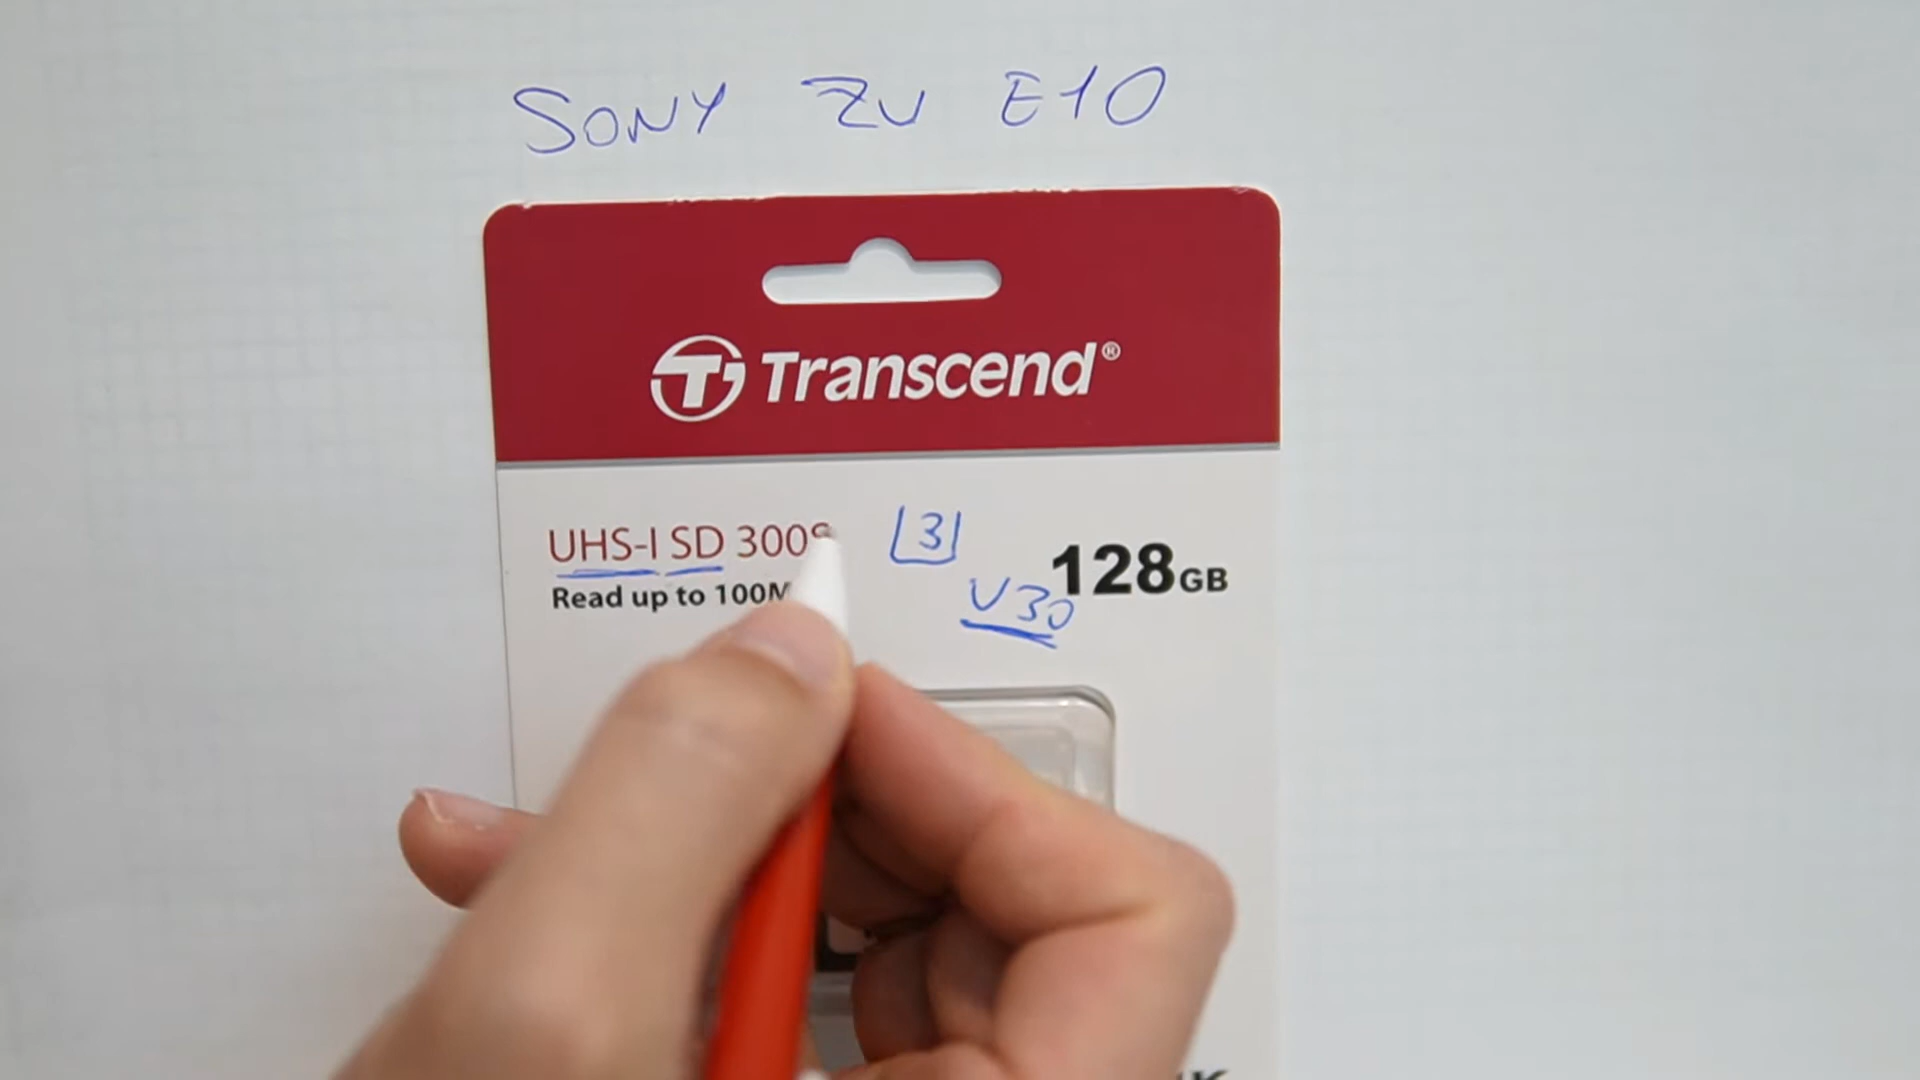 SONY ZV E10
Transcend®
UHS-I SD 300S
3
128GB
V30
Read up to 100M